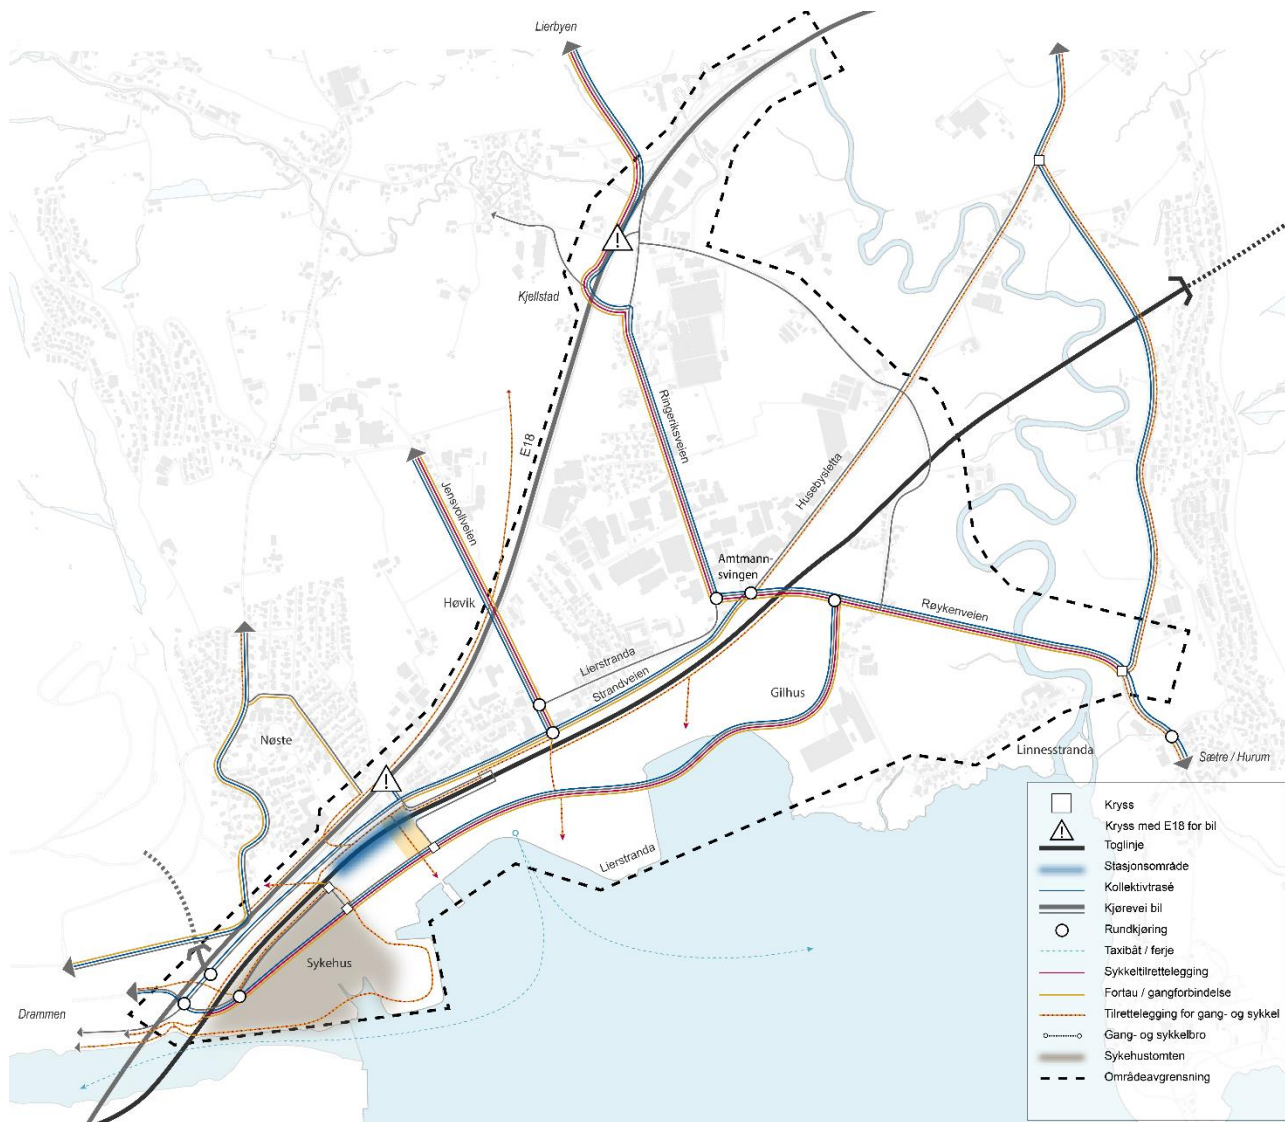 Lierbyen
Kjellstad
E18
Ringeriksveien
Jensvollveien
Husebysletta
Høvik
Amtmann-
svingen
Røykenveien
Lierstranda
Strandveien
Gilhus
Nøste
Linnesstranda
Sætre / Hurum
Lierstranda
Sykehus
Drammen
Kryss
Kryss med E18 for bil
Toglinje
Stasjonsområde
Kollektivtrasé
Kjørevei bil
Rundkjøring
Taxibåt / ferje
Sykkeltilrettelegging
Fortau / gangforbindelse
Tilrettelegging for gang- og sykkel
Gang- og sykkelbro
Sykehustomten
Områdeavgrensning